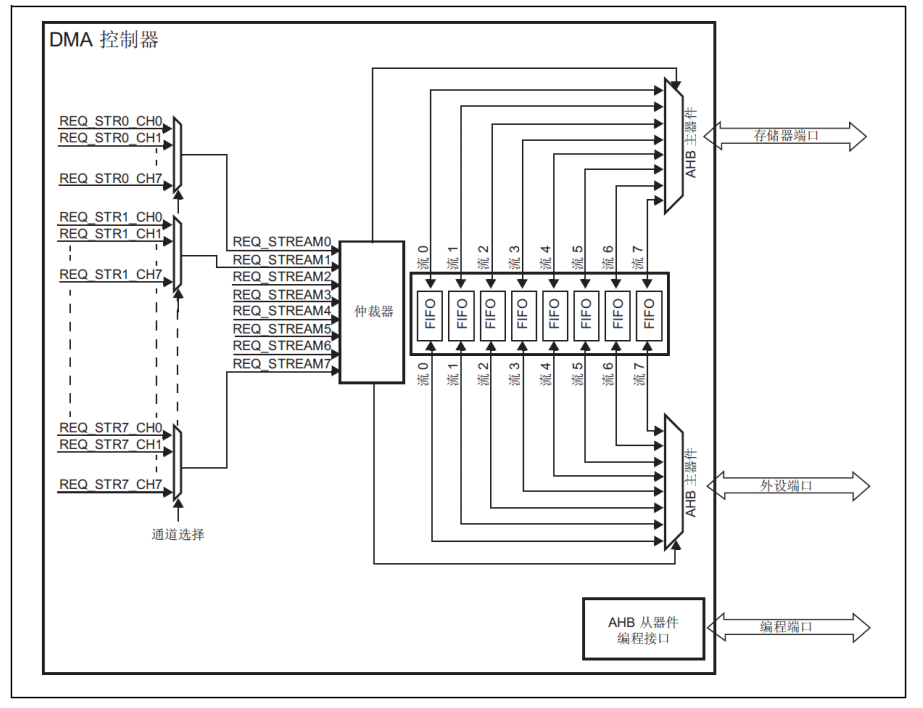 DMA 控制器
REQ_STR0_CH0
REQ_STR0_CH1
REQ_STR0_CH7
REQ_STR1_CH0
REQ_STR1_CH1
REQ_STR1_CH7
REQ_STR7_CH0
REQ_STR7_CH1
REQ_STR7_CH7
通道选择
REQ_STREAM0
REQ_STREAM1
REQ_STREAM2
REQ_STREAM3
REQ_STREAM4
REQ_STREAM5
REQ_STREAM6
REQ_STREAM7
仲裁器
流 0
流 1
流 2
流 3
流 4
流 5
流 6
流 7
FIFO
FIFO
FIFO
FIFO
FIFO
FIFO
FIFO
FIFO
流 0
流 1
流 2
流 3
流 4
流 5
流 6
流 7
AHB 主器件
存储器端口
AHB 主器件
外设端口
AHB 从器件
编程接口
编程端口